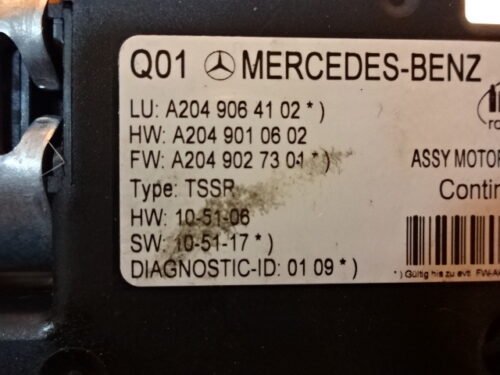 Q01 MERCEDES-BENZ
LU: A204 906 41 02 *)
HW: A204 901 06 02
FW: A204 902 73 01 *)
ASSY MOTOR
Type: TSSR
Contin
HW: 10-51-06
SW: 10-51-17 *)
DIAGNOSTIC-ID: 01 09 *)
*) Gültig bis zu evtl. FW-A